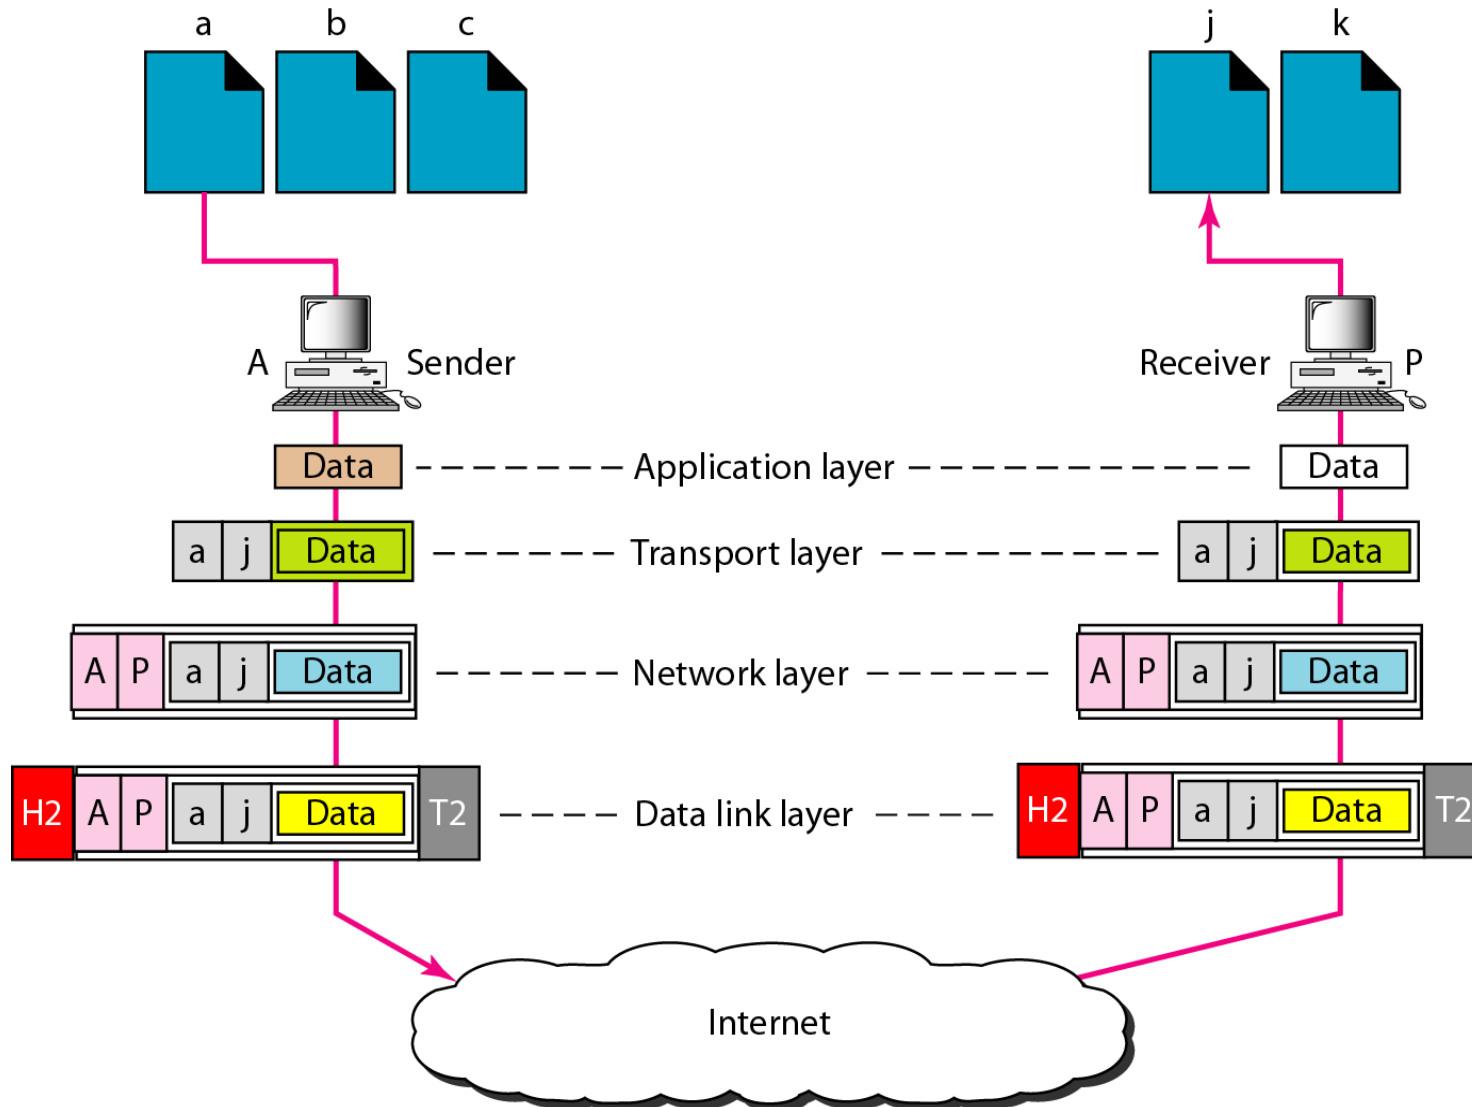 a b c j k
A Sender Receiver P
Data Application layer Data
a j Data Transport layer a j Data
A P a j Data Network layer A P a j Data
H2 A P a j Data T2 Data link layer H2 A P a j Data T2
Internet